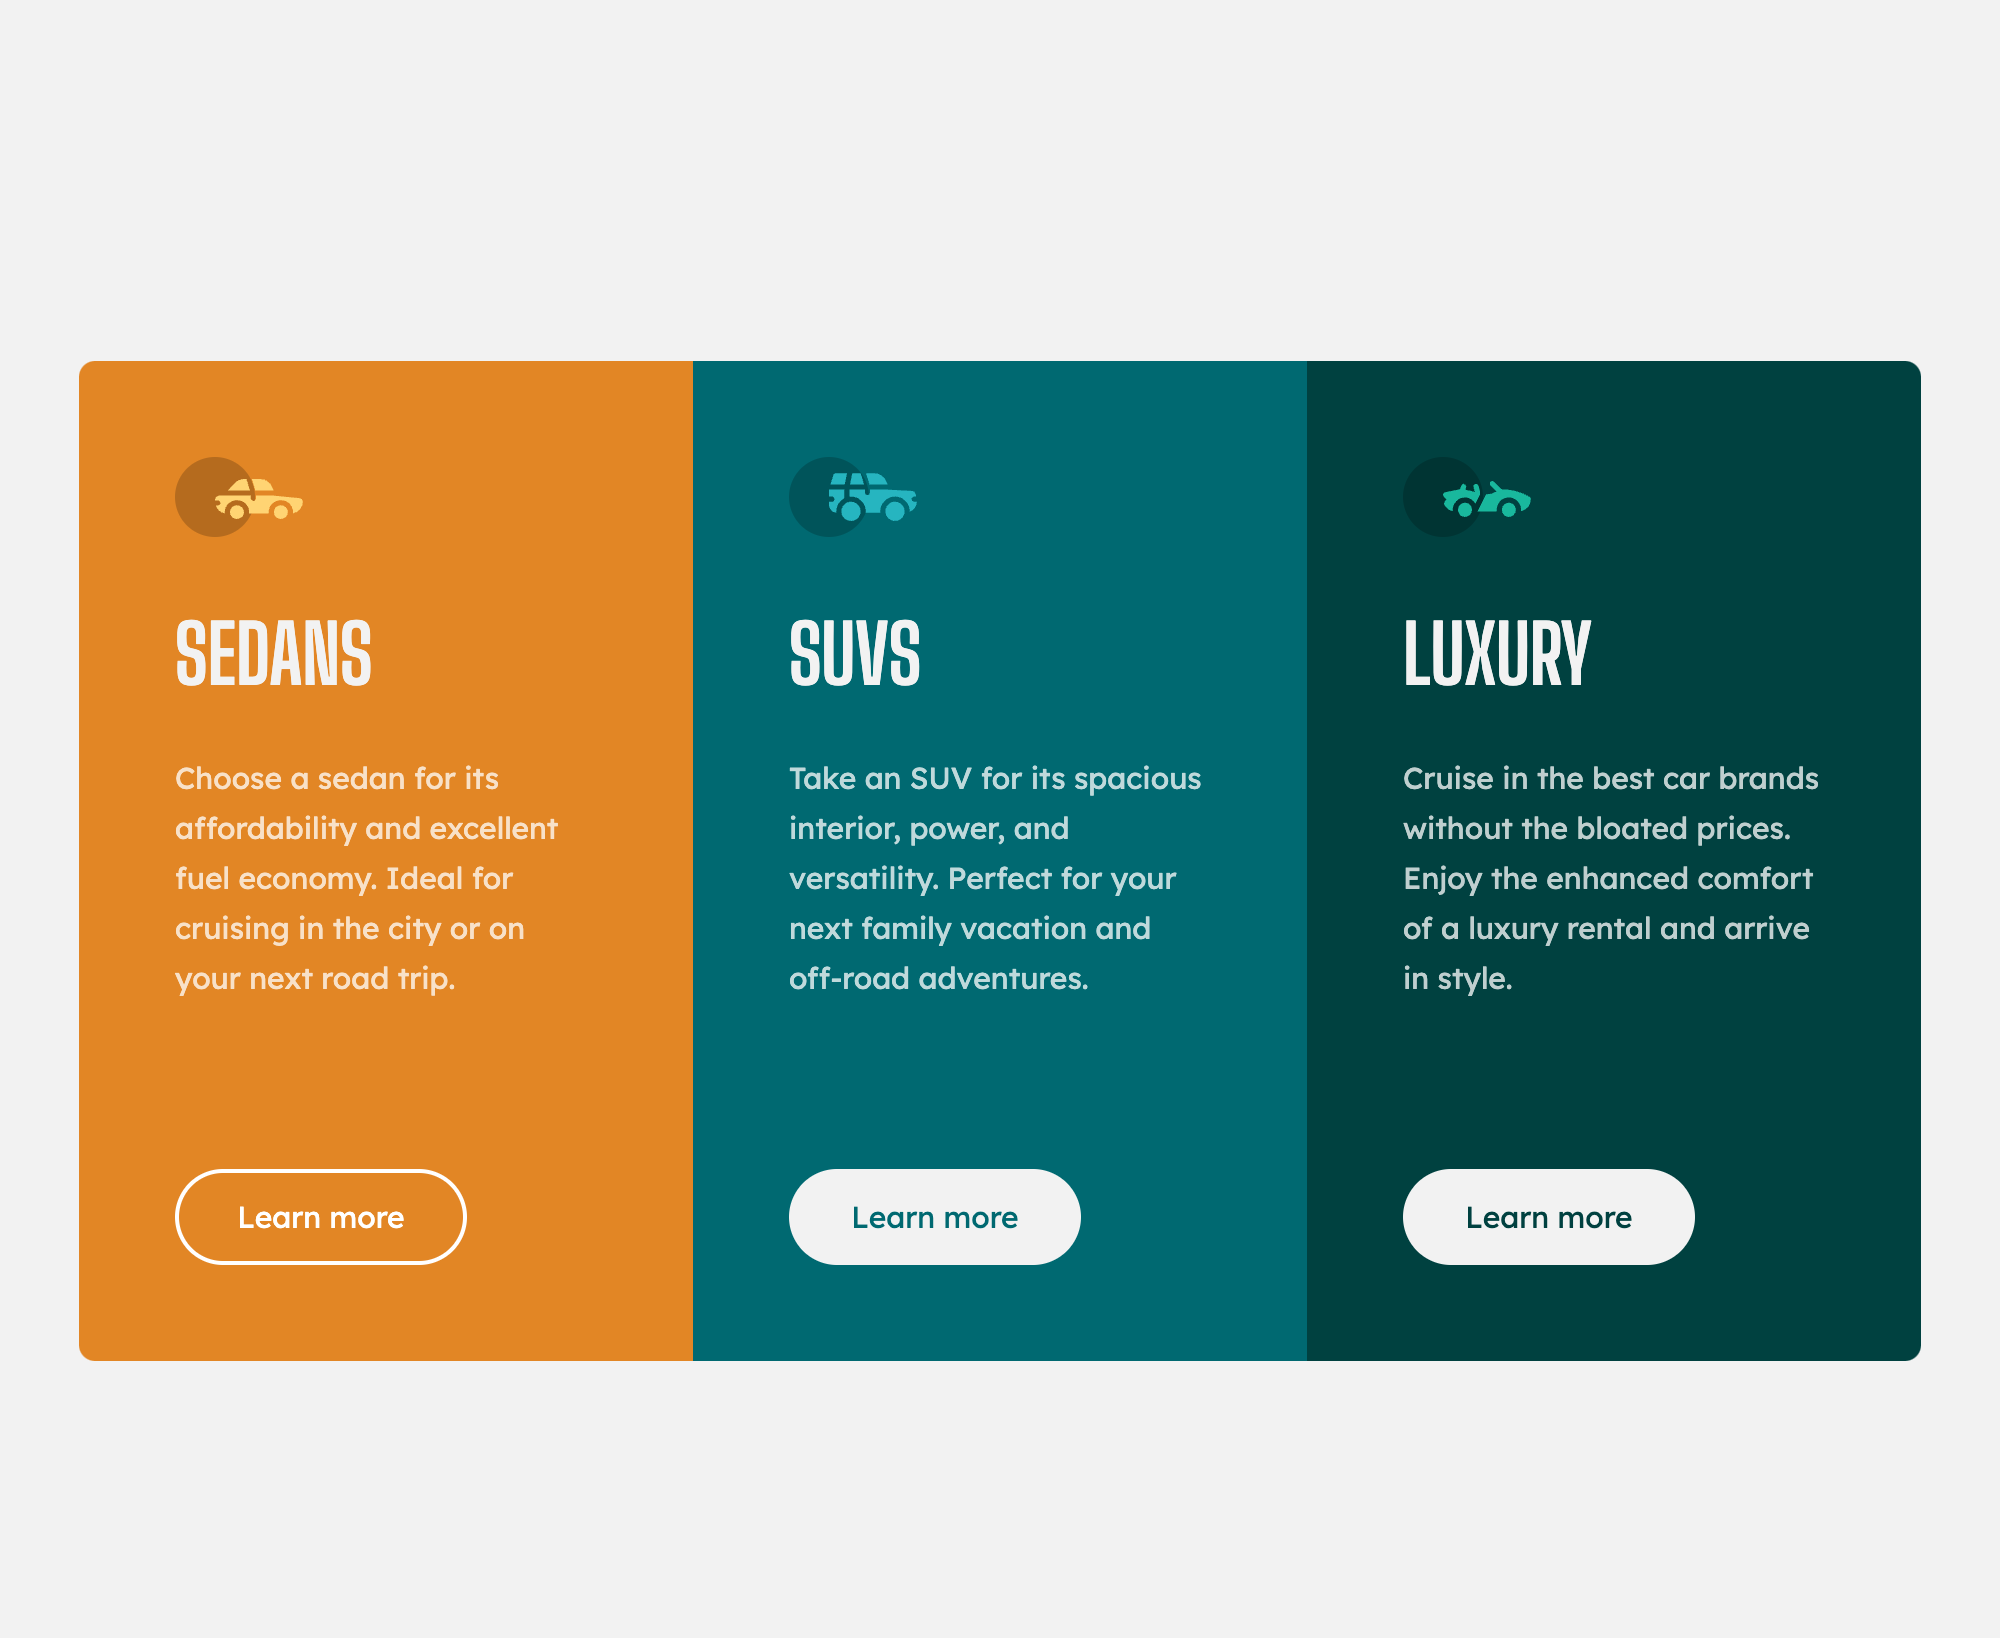 SEDANS
Choose a sedan for its
affordability and excellent
fuel economy. Ideal for
cruising in the city or on
your next road trip.
Learn more
SUVS
Take an SUV for its spacious
interior, power, and
versatility. Perfect for your
next family vacation and
off-road adventures.
Learn more
LUXURY
Cruise in the best car brands
without the bloated prices.
Enjoy the enhanced comfort
of a luxury rental and arrive
in style.
Learn more